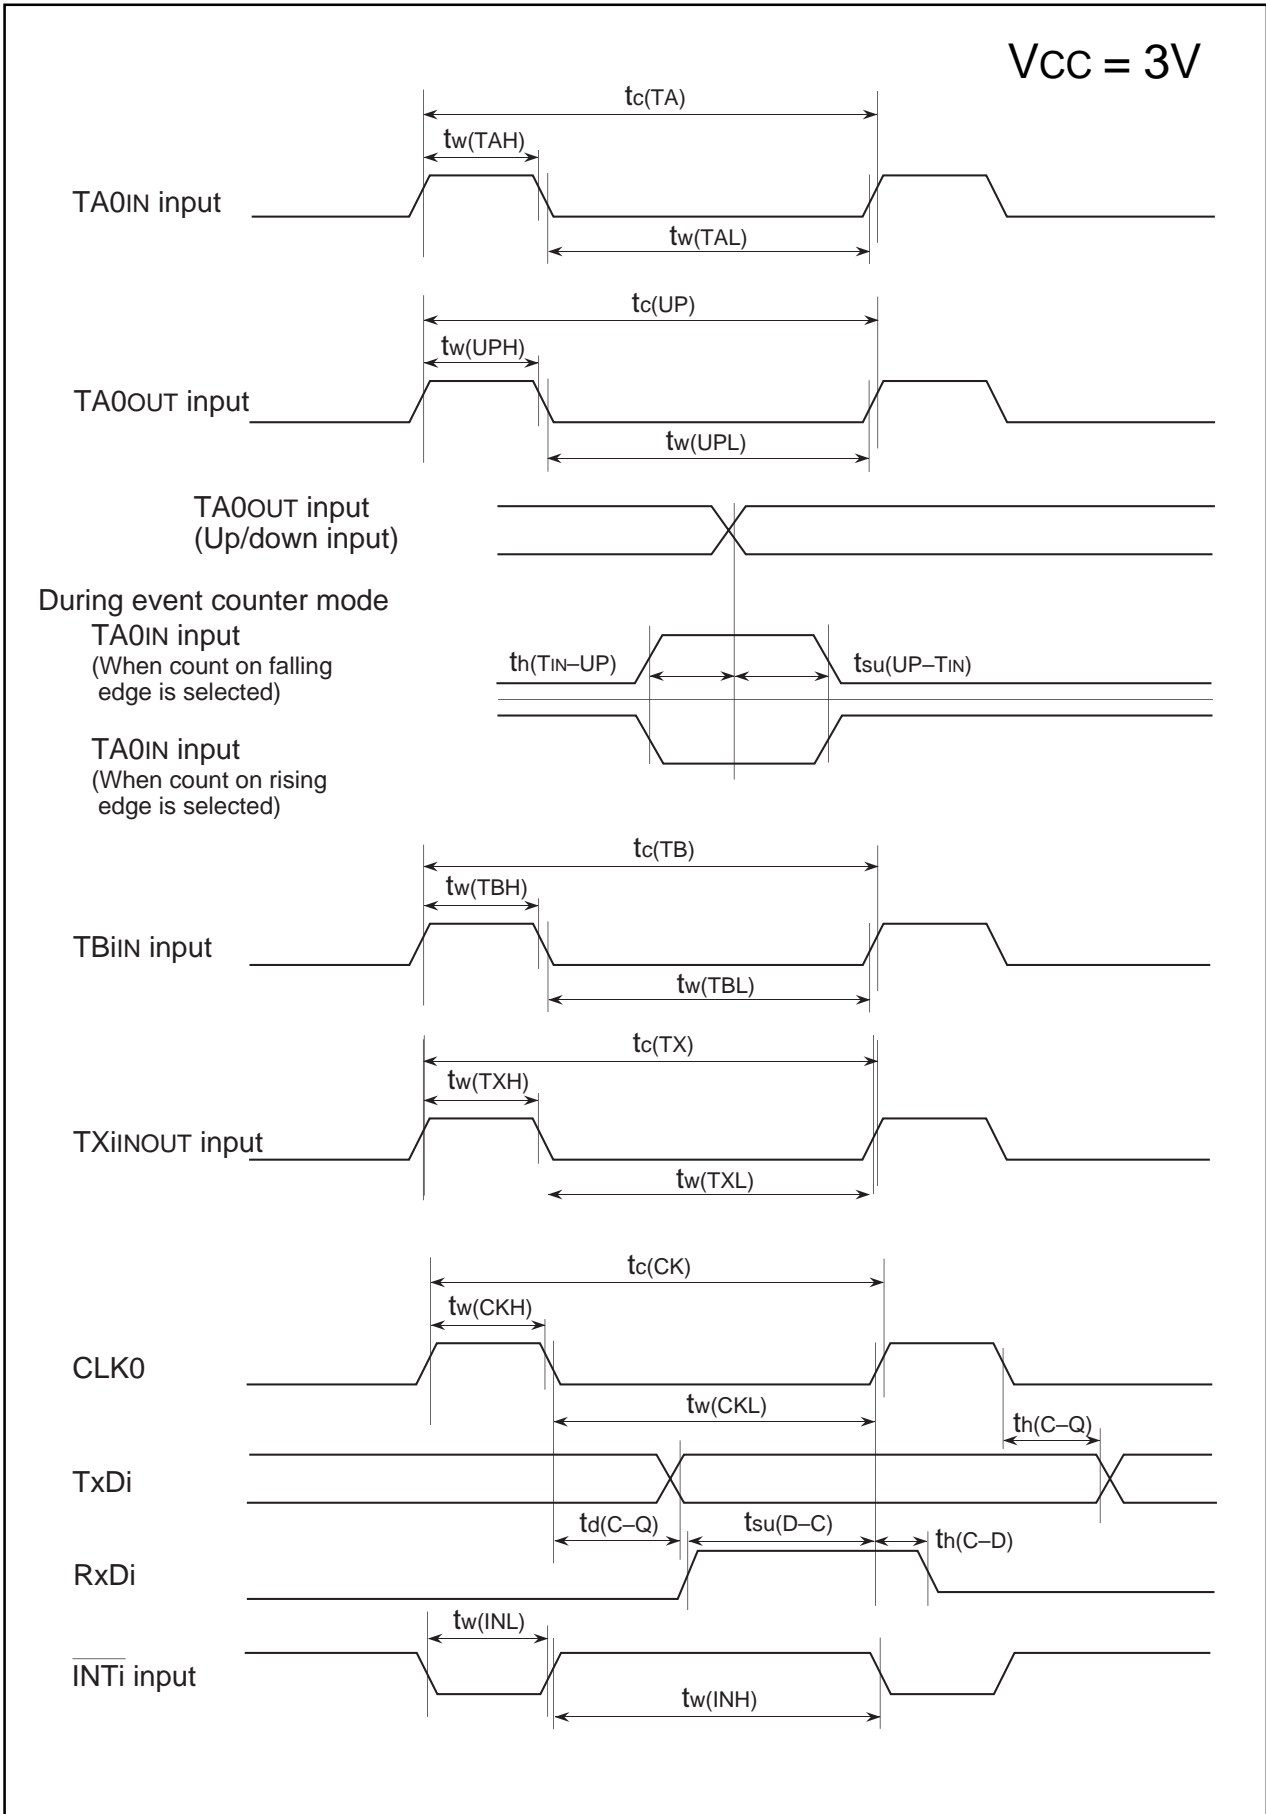 VCC = 3V
tc(TA)
tw(TAH)
TA0IN input
tw(TAL)
tc(UP)
tw(UPH)
TA0OUT input
tw(UPL)
TA0OUT input
(Up/down input)
During event counter mode
TA0IN input
(When count on falling
edge is selected)
th(TIN–UP)
tsu(UP–TIN)
TA0IN input
(When count on rising
edge is selected)
tc(TB)
tw(TBH)
TBiIN input
tw(TBL)
tc(TX)
tw(TXH)
TXiINOUT input
tw(TXL)
tc(CK)
tw(CKH)
CLK0
tw(CKL)
th(C–Q)
TxDi
td(C–Q)
tsu(D–C)
th(C–D)
RxDi
tw(INL)
INTi input
tw(INH)